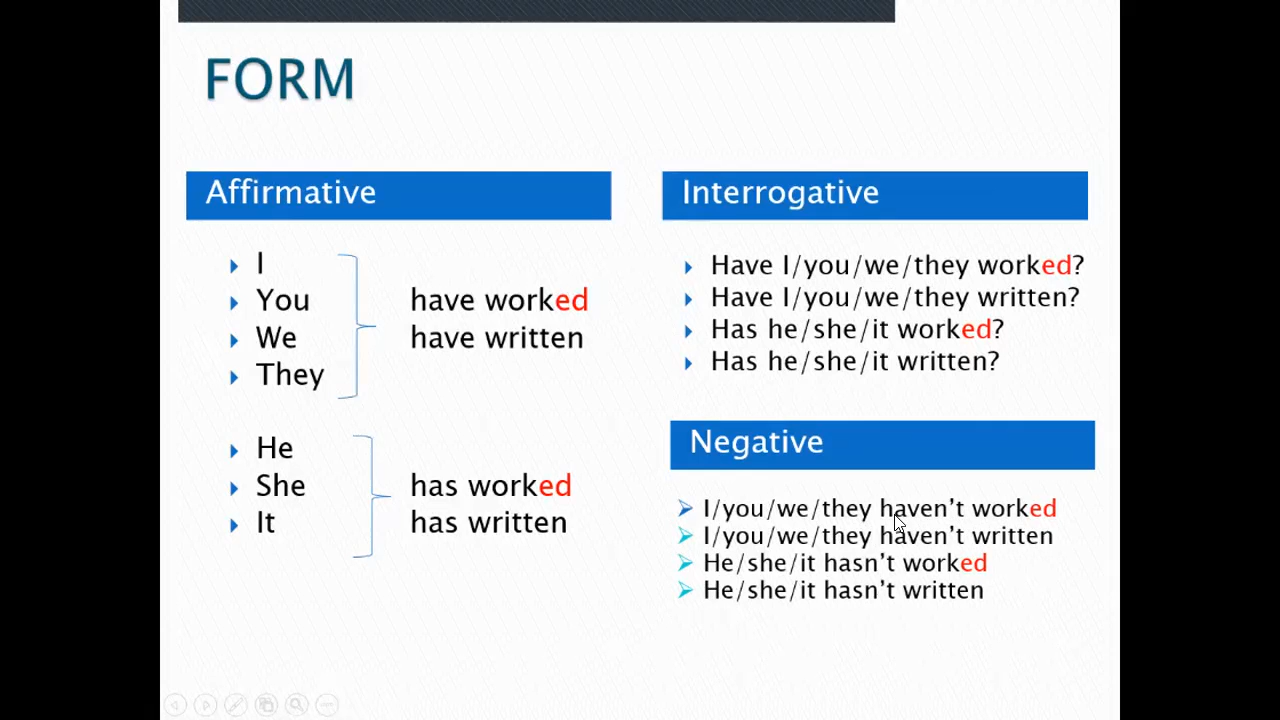 FORM
Affirmative
I
You
We
They
have worked
have written
He
She
It
has worked
has written
Interrogative
Have I/you/we/they worked?
Have I/you/we/they written?
Has he/she/it worked?
Has he/she/it written?
Negative
I/you/we/they haven’t worked
I/you/we/they haven’t written
He/she/it hasn’t worked
He/she/it hasn’t written